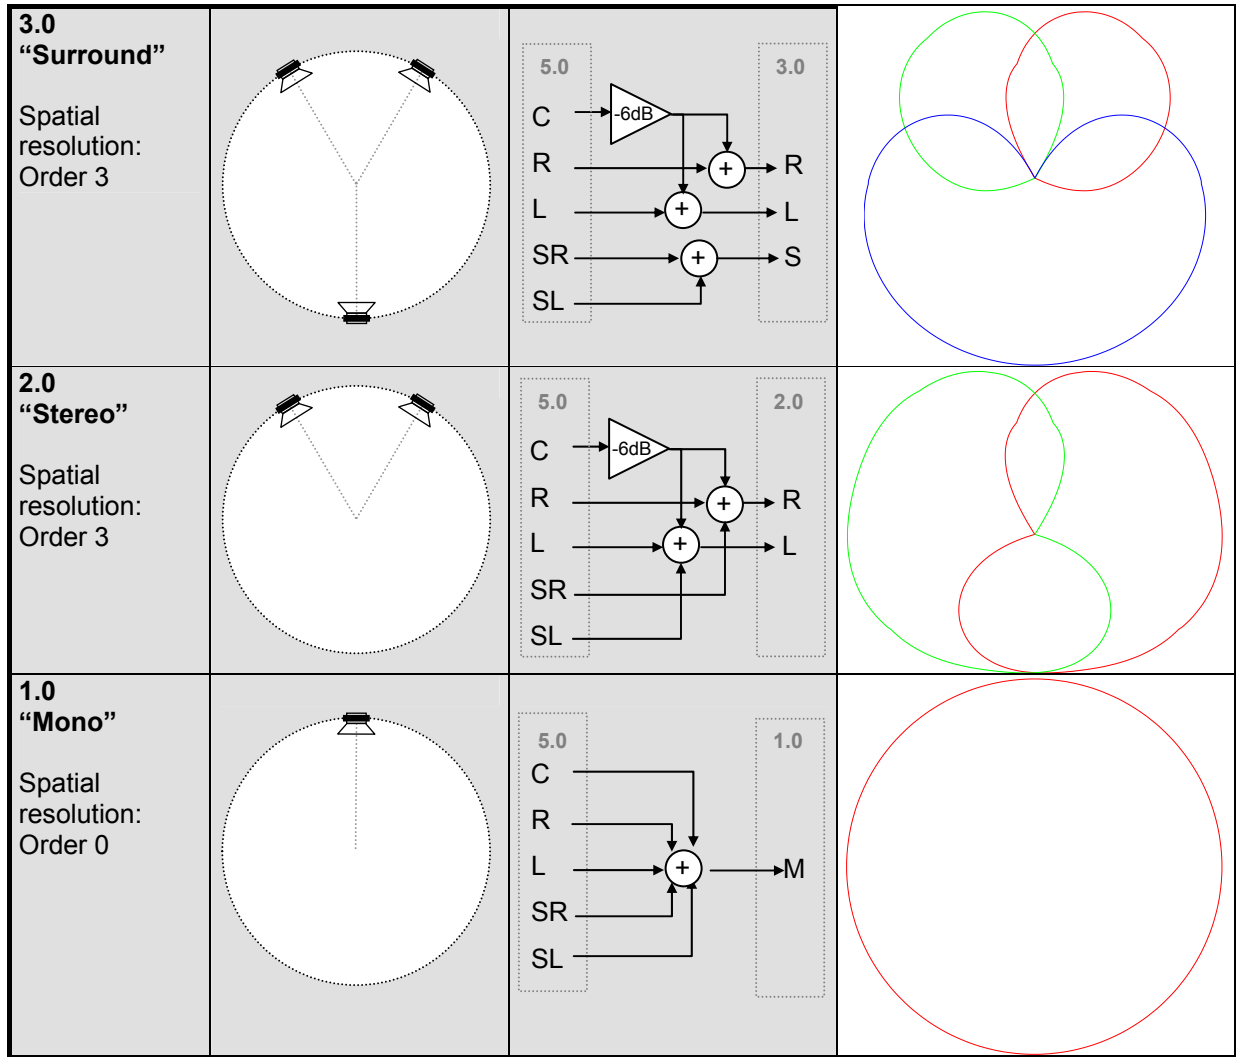 3.0
“Surround”
Spatial
resolution:
Order 3
5.0
3.0
C
-6dB
R
+
R
L
+
L
SR
+
S
SL
2.0
“Stereo”
Spatial
resolution:
Order 3
5.0
2.0
C
-6dB
R
+
R
L
+
L
SR
SL
1.0
“Mono”
Spatial
resolution:
Order 0
5.0
1.0
C
R
L
+
M
SR
SL